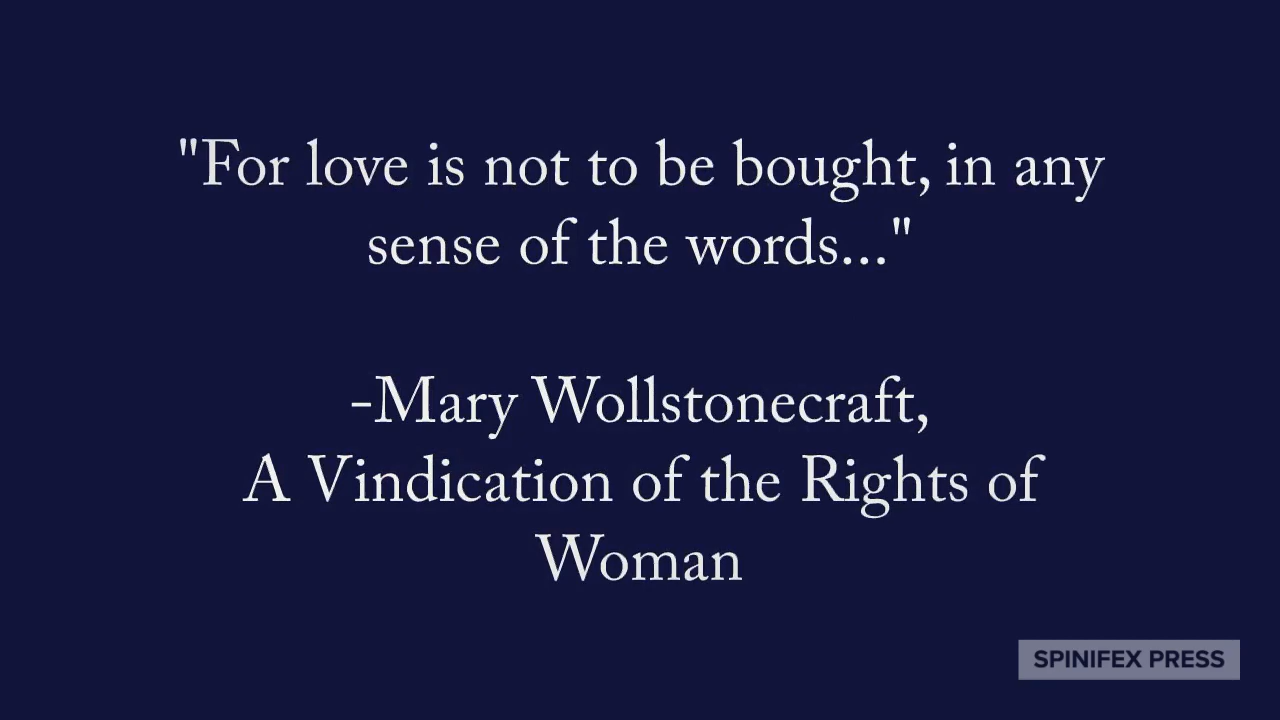 "For love is not to be bought, in any
sense of the words..."
-Mary Wollstonecraft,
A Vindication of the Rights of
Woman
SPINIFEX PRESS